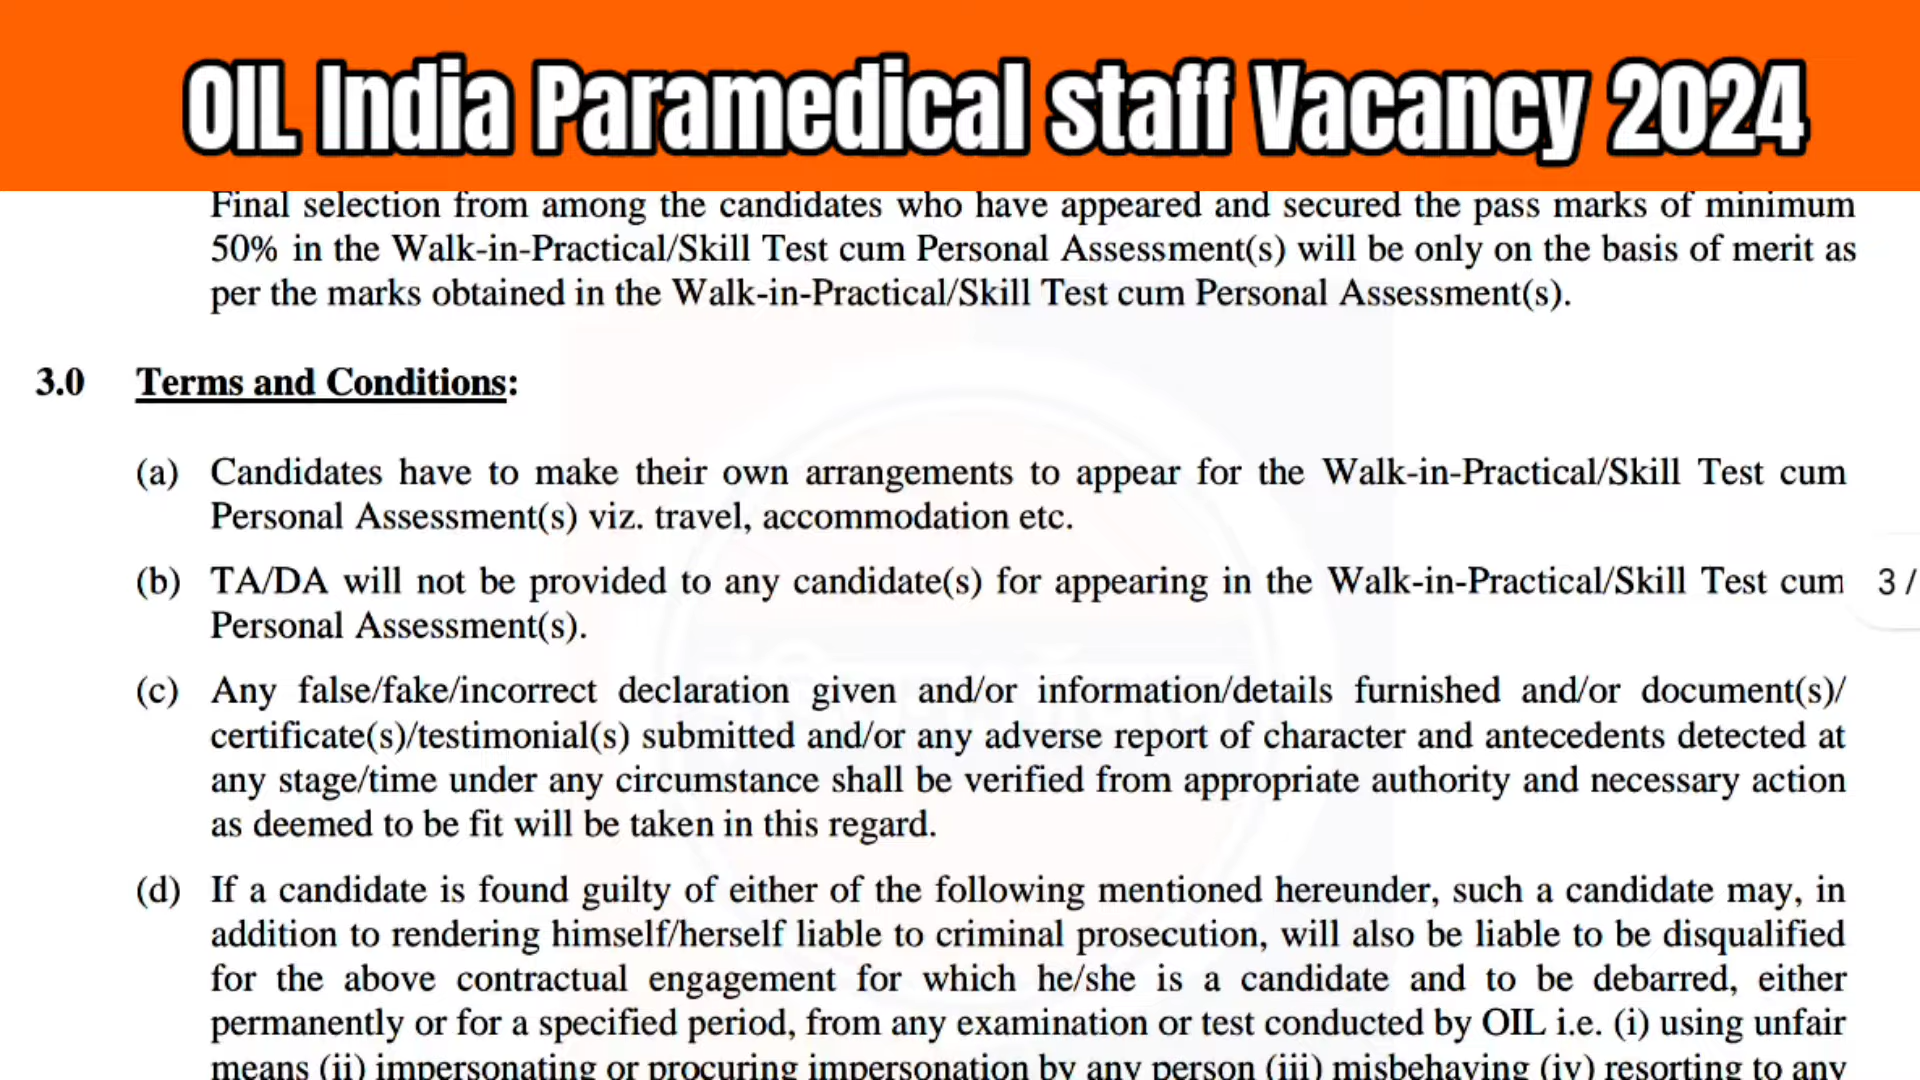 OIL India Paramedical staff Vacancy 2024
Final selection from among the candidates who have appeared and secured the pass marks of minimum
50% in the Walk-in-Practical/Skill Test cum Personal Assessment(s) will be only on the basis of merit as
per the marks obtained in the Walk-in-Practical/Skill Test cum Personal Assessment(s).
3.0 Terms and Conditions:
(a) Candidates have to make their own arrangements to appear for the Walk-in-Practical/Skill Test cum
Personal Assessment(s) viz. travel, accommodation etc.
(b) TA/DA will not be provided to any candidate(s) for appearing in the Walk-in-Practical/Skill Test cum
3 /
Personal Assessment(s).
(c) Any false/fake/incorrect declaration given and/or information/details furnished and/or document(s)/
certificate(s)/testimonial(s) submitted and/or any adverse report of character and antecedents detected at
any stage/time under any circumstance shall be verified from appropriate authority and necessary action
as deemed to be fit will be taken in this regard.
(d) If a candidate is found guilty of either of the following mentioned hereunder, such a candidate may, in
addition to rendering himself/herself liable to criminal prosecution, will also be liable to be disqualified
for the above contractual engagement for which he/she is a candidate and to be debarred, either
permanently or for a specified period, from any examination or test conducted by OIL i.e. (i) using unfair
means (ii) impersonating or procuring impersonation by any person (iii) misbehaving (iv) resorting to any